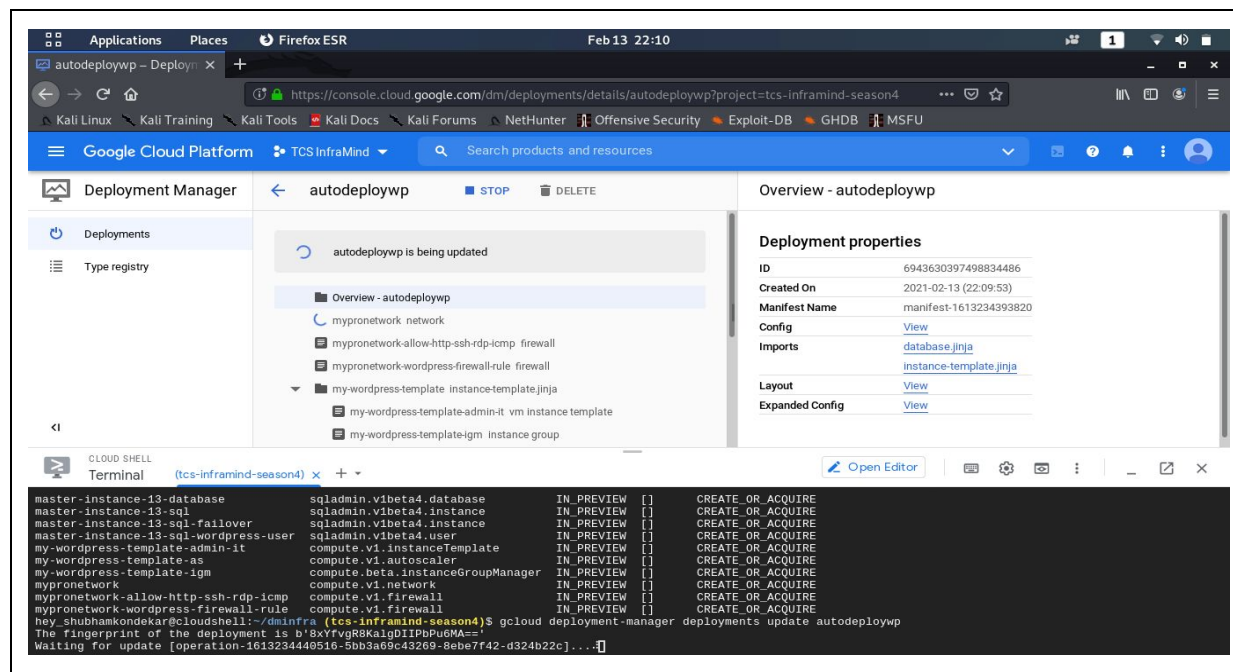 Applications Places Firefox ESR Feb 13 22:10 1
autodeploywp – Deploym × +
https://console.cloud.google.com/dm/deployments/details/autodeploywp?project=tcs-inframind-season4
Kali Linux Kali Training Kali Tools Kali Docs Kali Forums NetHunter Offensive Security Exploit-DB GHDB MSFU
Google Cloud Platform TCS InfraMind Search products and resources
Deployment Manager autodeploywp STOP DELETE Overview - autodeploywp
Deployments
Type registry
autodeploywp is being updated
Overview - autodeploywp
mypronetwork network
mypronetwork-allow-http-ssh-rdp-icmp firewall
mypronetwork-wordpress-firewall-rule firewall
my-wordpress-template instance-template.jinja
my-wordpress-template-admin-it vm instance template
my-wordpress-template-igm instance group
Deployment properties
ID 6943630397498834486
Created On 2021-02-13 (22:09:53)
Manifest Name manifest-1613234393820
Config View
Imports database.jinja
instance-template.jinja
Layout View
Expanded Config View
CLOUD SHELL
Terminal (tcs-inframind-season4) × + Open Editor
master-instance-13-database sqladmin.v1beta4.database IN_PREVIEW [] CREATE_OR_ACQUIRE
master-instance-13-sql sqladmin.v1beta4.instance IN_PREVIEW [] CREATE_OR_ACQUIRE
master-instance-13-sql-failover sqladmin.v1beta4.instance IN_PREVIEW [] CREATE_OR_ACQUIRE
master-instance-13-sql-wordpress-user sqladmin.v1beta4.user IN_PREVIEW [] CREATE_OR_ACQUIRE
my-wordpress-template-admin-it compute.v1.instanceTemplate IN_PREVIEW [] CREATE_OR_ACQUIRE
my-wordpress-template-as compute.v1.autoscaler IN_PREVIEW [] CREATE_OR_ACQUIRE
my-wordpress-template-igm compute.beta.instanceGroupManager IN_PREVIEW [] CREATE_OR_ACQUIRE
mypronetwork compute.v1.network IN_PREVIEW [] CREATE_OR_ACQUIRE
mypronetwork-allow-http-ssh-rdp-icmp compute.v1.firewall IN_PREVIEW [] CREATE_OR_ACQUIRE
mypronetwork-wordpress-firewall-rule compute.v1.firewall IN_PREVIEW [] CREATE_OR_ACQUIRE
hey_shubhamkondekar@cloudshell:~/dminfra (tcs-inframind-season4)$ gcloud deployment-manager deployments update autodeploywp
The fingerprint of the deployment is b'8xYfvgR8KalgDIIPbPu6MA=='
Waiting for update [operation-1613234440516-5bb3a69c43269-8ebe7f42-d324b22c]....